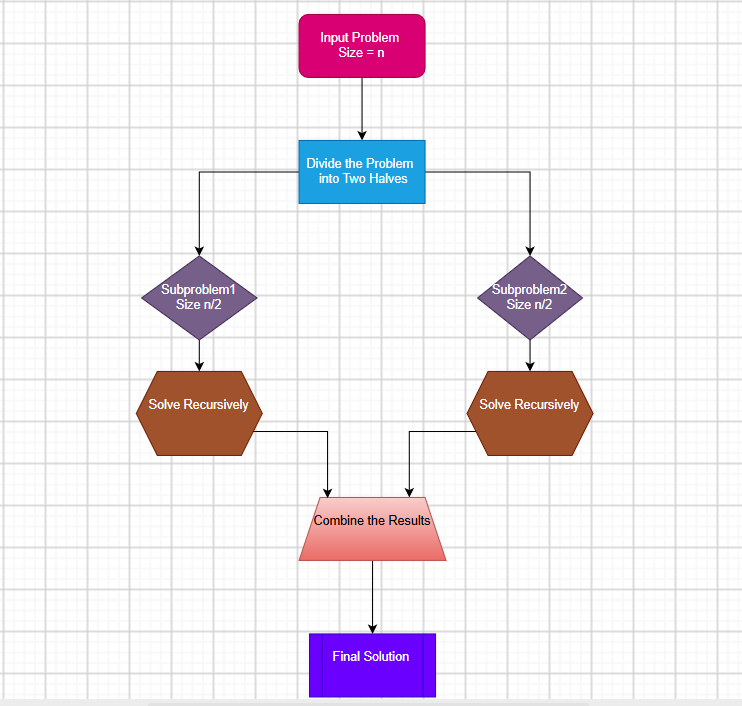 Input Problem
Size = n
Divide the Problem
into Two Halves
Subproblem1
Size n/2
Subproblem2
Size n/2
Solve Recursively
Solve Recursively
Combine the Results
Final Solution